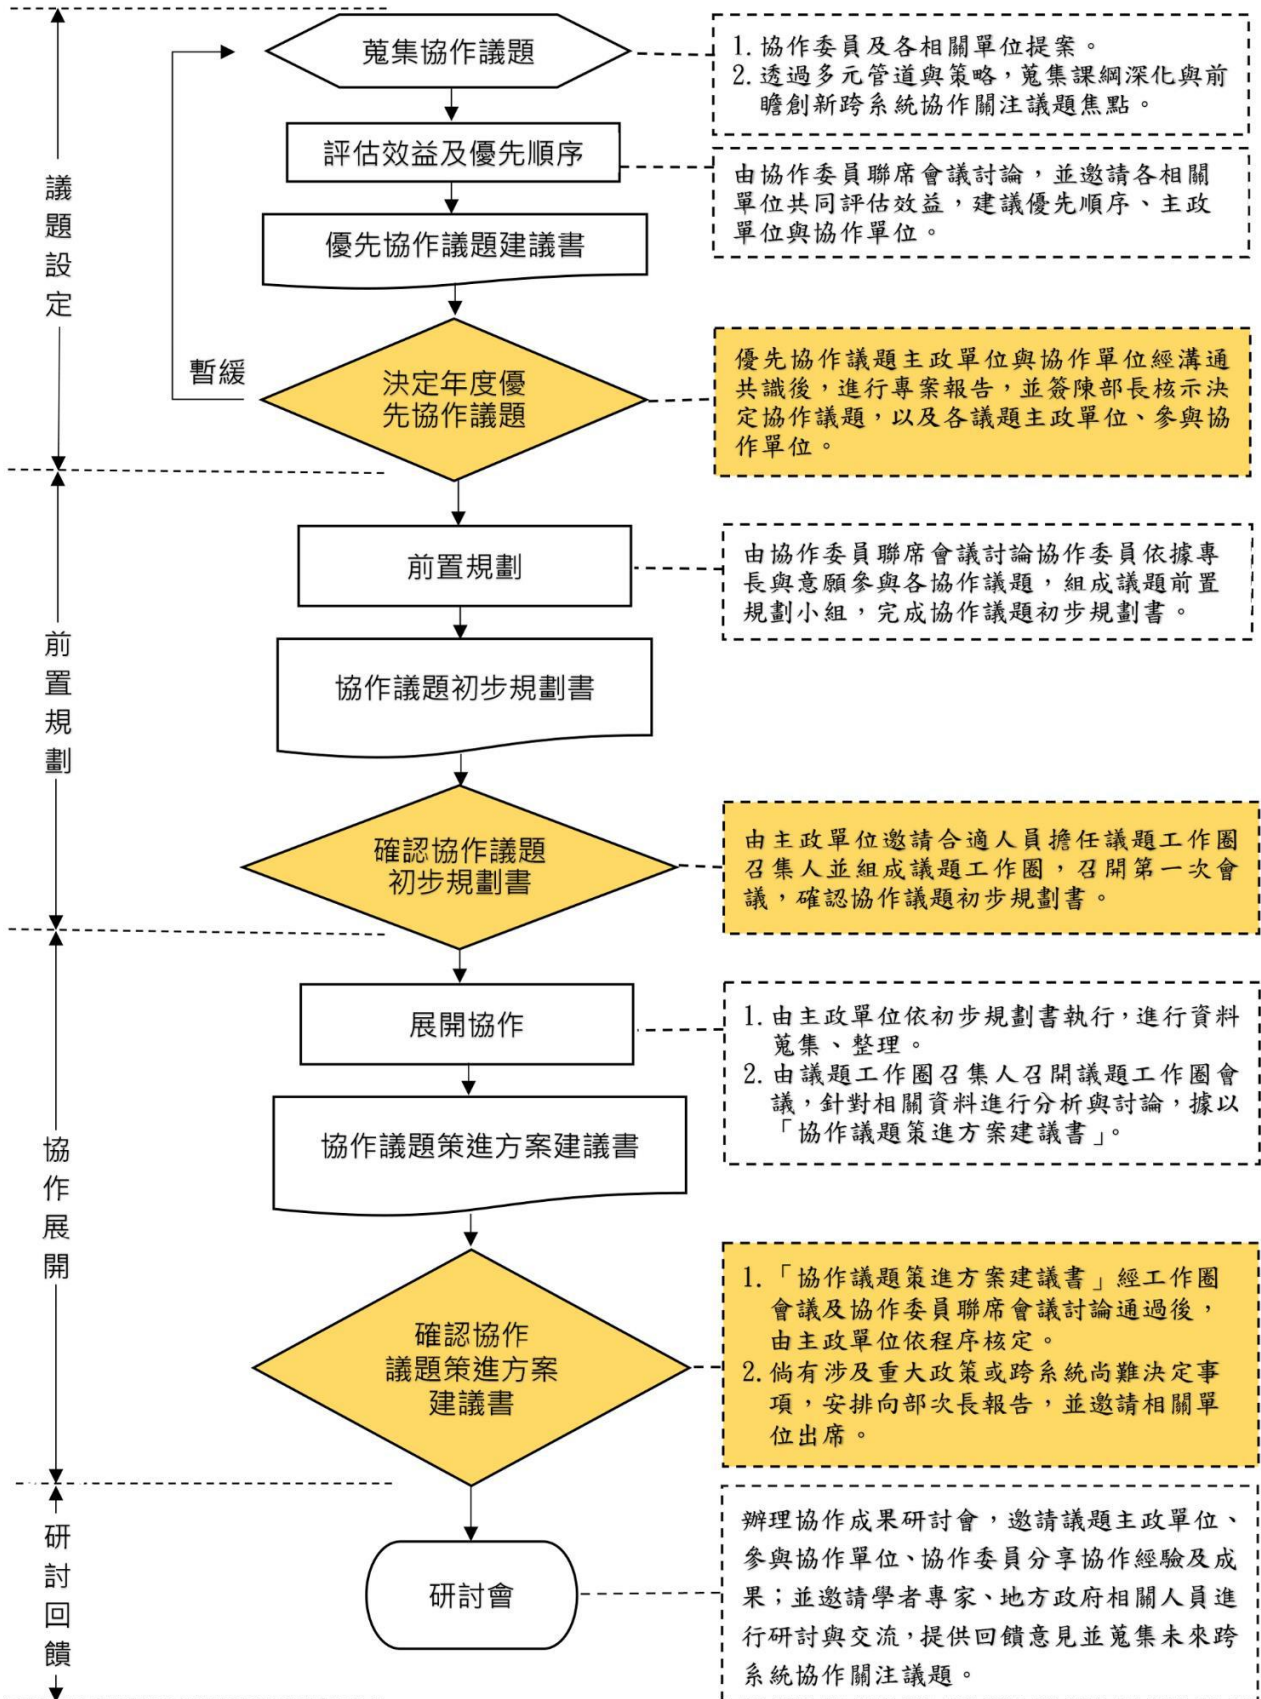 議題設定
蒐集協作議題
1. 協作委員及各相關單位提案。
2. 透過多元管道與策略，蒐集課綱深化與前
瞻創新跨系統協作關注議題焦點。
評估效益及優先順序
由協作委員聯席會議討論，並邀請各相關
單位共同評估效益，建議優先順序、主政
單位與協作單位。
優先協作議題建議書
暫緩
決定年度優
先協作議題
優先協作議題主政單位與協作單位經溝通
共識後，進行專案報告，並簽陳部長核示決
定協作議題，以及各議題主政單位、參與協
作單位。
前置規劃
前置規劃
由協作委員聯席會議討論協作委員依據專
長與意願參與各協作議題，組成議題前置
規劃小組，完成協作議題初步規劃書。
協作議題初步規劃書
確認協作議題
初步規劃書
由主政單位邀請合適人員擔任議題工作圈
召集人並組成議題工作圈，召開第一次會
議，確認協作議題初步規劃書。
協作展開
展開協作
1. 由主政單位依初步規劃書執行，進行資料
蒐集、整理。
2. 由議題工作圈召集人召開議題工作圈會
議，針對相關資料進行分析與討論，據以
「協作議題策進方案建議書」。
協作議題策進方案建議書
確認協作
議題策進方案
建議書
1. 「協作議題策進方案建議書」經工作圈
會議及協作委員聯席會議討論通過後，
由主政單位依程序核定。
2. 倘有涉及重大政策或跨系統尚難決定事
項，安排向部次長報告，並邀請相關單
位出席。
研討回饋
研討會
辦理協作成果研討會，邀請議題主政單位、
參與協作單位、協作委員分享協作經驗及成
果；並邀請學者專家、地方政府相關人員進
行研討與交流，提供回饋意見並蒐集未來跨
系統協作關注議題。